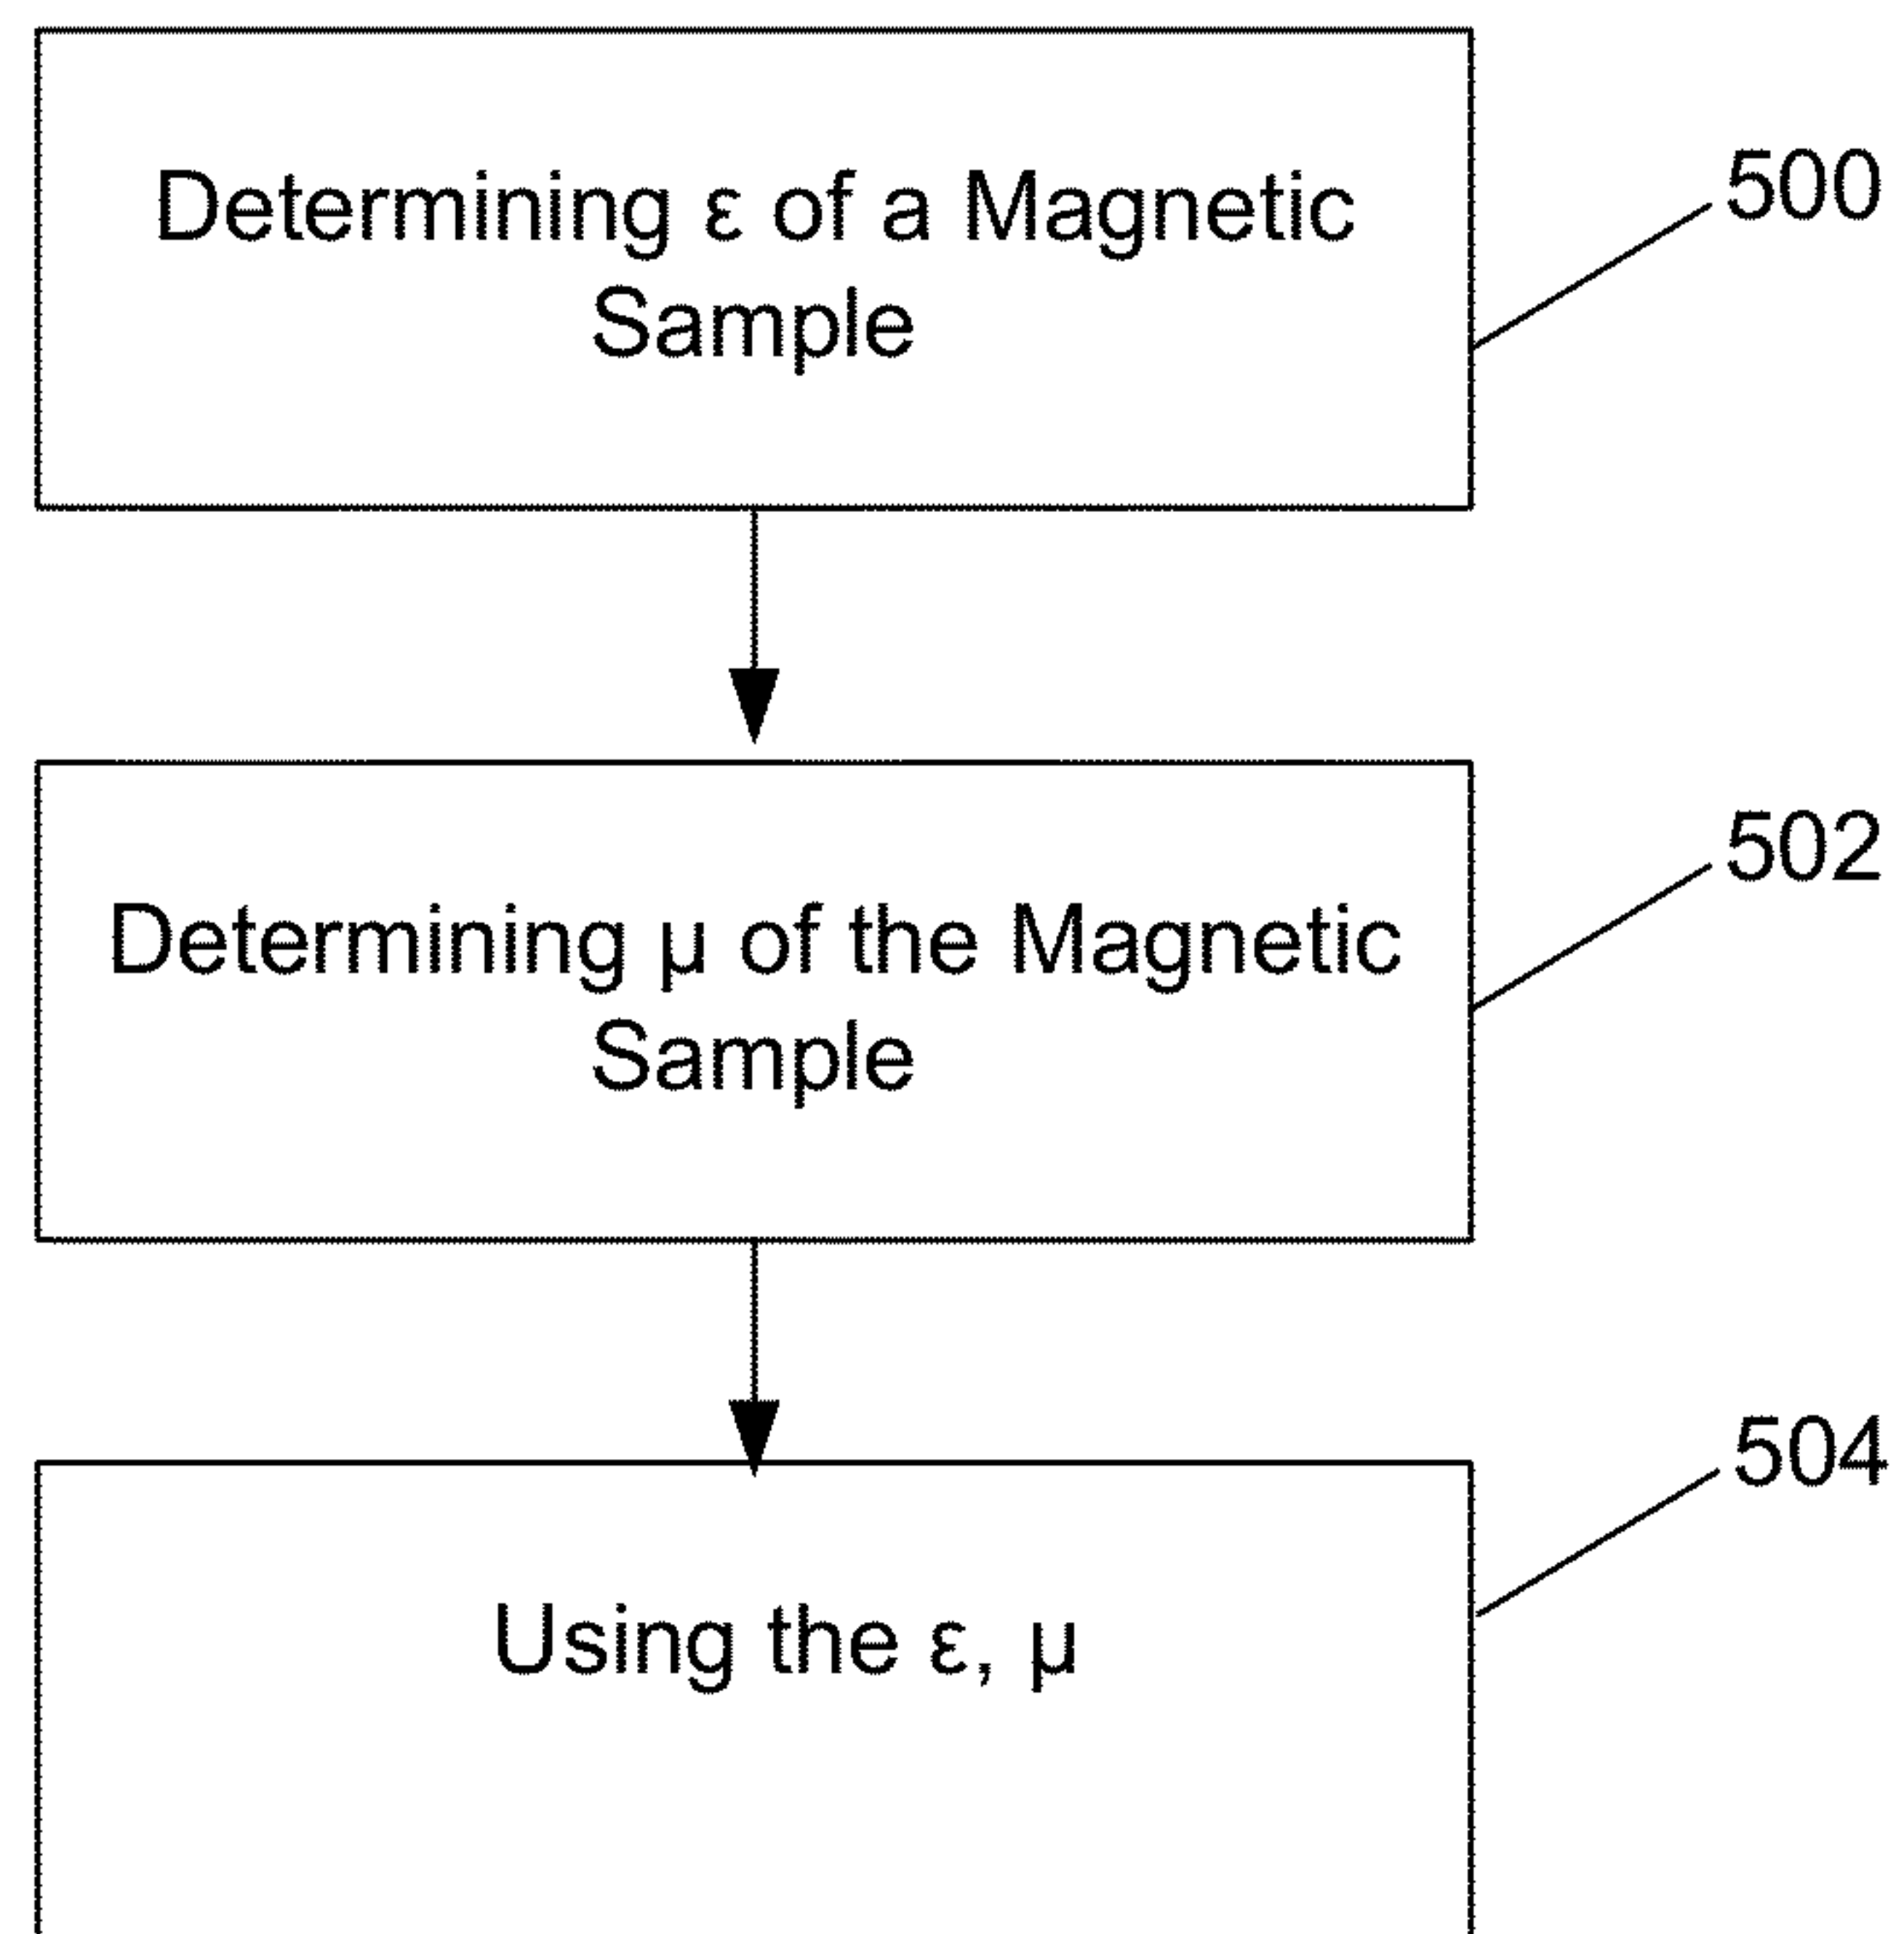 Determining ε of a Magnetic
Sample
500
Determining μ of the Magnetic
Sample
502
Using the ε, μ
504